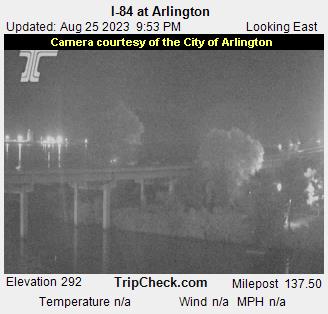 I-84 at Arlington
Updated: Aug 25 2023 9:53 PM Looking East
Camera courtesy of the City of Arlington
Elevation 292 TripCheck.com Milepost 137.50
Temperature n/a Wind n/a MPH n/a